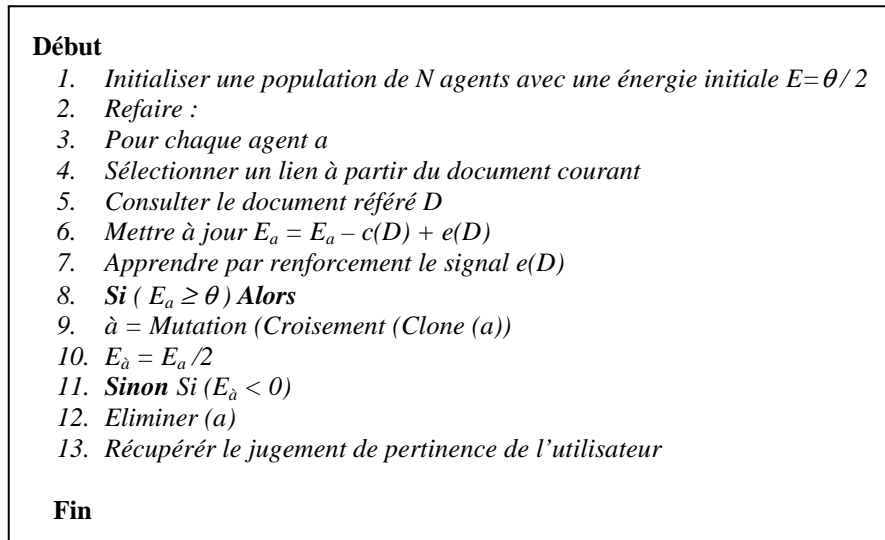 Début
1. Initialiser une population de N agents avec une énergie initiale E=θ/ 2
2. Refaire :
3. Pour chaque agent a
4. Sélectionner un lien à partir du document courant
5. Consulter le document référé D
6. Mettre à jour Ea = Ea – c(D) + e(D)
7. Apprendre par renforcement le signal e(D)
8. Si ( Ea ≥ θ ) Alors
9. à = Mutation (Croisement (Clone (a))
10. Eà = Ea /2
11. Sinon Si (Eà < 0)
12. Eliminer (a)
13. Récupérér le jugement de pertinence de l’utilisateur
Fin